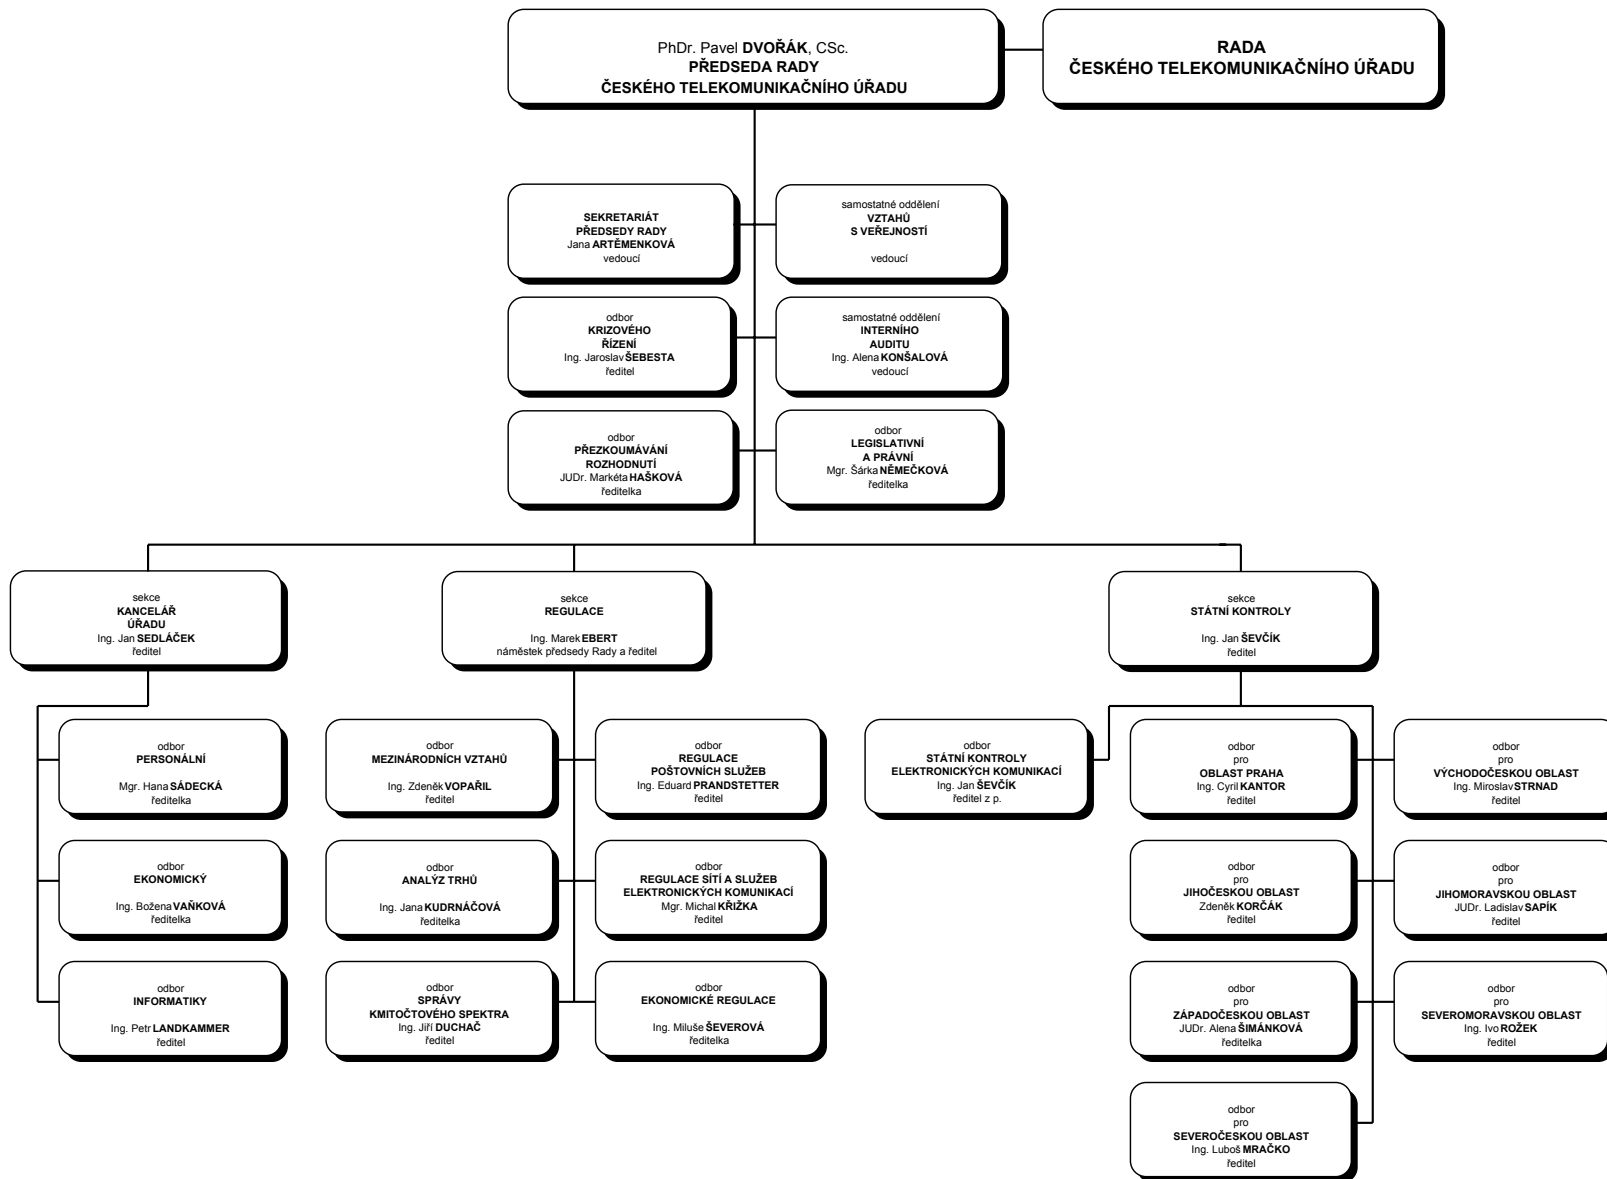 PhDr. Pavel DVOŘÁK, CSc.
PŘEDSEDA RADY
ČESKÉHO TELEKOMUNIKAČNÍHO ÚŘADU
RADA
ČESKÉHO TELEKOMUNIKAČNÍHO ÚŘADU
SEKRETARIÁT
PŘEDSEDY RADY
Jana ARTĚMENKOVÁ
vedoucí
samostatné oddělení
VZTAHŮ
S VEŘEJNOSTÍ
vedoucí
odbor
KRIZOVÉHO
ŘÍZENÍ
Ing. Jaroslav ŠEBESTA
ředitel
samostatné oddělení
INTERNÍHO
AUDITU
Ing. Alena KONŠALOVÁ
vedoucí
odbor
PŘEZKOUMÁVÁNÍ
ROZHODNUTÍ
JUDr. Markéta HAŠKOVÁ
ředitelka
odbor
LEGISLATIVNÍ
A PRÁVNÍ
Mgr. Šárka NĚMEČKOVÁ
ředitelka
sekce
KANCELÁŘ
ÚŘADU
Ing. Jan SEDLÁČEK
ředitel
sekce
REGULACE
Ing. Marek EBERT
náměstek předsedy Rady a ředitel
sekce
STÁTNÍ KONTROLY
Ing. Jan ŠEVČÍK
ředitel
odbor
PERSONÁLNÍ
Mgr. Hana SÁDECKÁ
ředitelka
odbor
MEZINÁRODNÍCH VZTAHŮ
Ing. Zdeněk VOPAŘIL
ředitel
odbor
REGULACE
POŠTOVNÍCH SLUŽEB
Ing. Eduard PRANDSTETTER
ředitel
odbor
STÁTNÍ KONTROLY
ELEKTRONICKÝCH KOMUNIKACÍ
Ing. Jan ŠEVČÍK
ředitel z p.
odbor
pro
OBLAST PRAHA
Ing. Cyril KANTOR
ředitel
odbor
pro
VÝCHODOČESKOU OBLAST
Ing. Miroslav STRNAD
ředitel
odbor
EKONOMICKÝ
Ing. Božena VAŇKOVÁ
ředitelka
odbor
ANALÝZ TRHŮ
Ing. Jana KUDRNÁČOVÁ
ředitelka
odbor
REGULACE SÍTÍ A SLUŽEB
ELEKTRONICKÝCH KOMUNIKACÍ
Mgr. Michal KŘIŽKA
ředitel
odbor
pro
JIHOČESKOU OBLAST
Zdeněk KORČÁK
ředitel
odbor
pro
JIHOMORAVSKOU OBLAST
JUDr. Ladislav SAPÍK
ředitel
odbor
INFORMATIKY
Ing. Petr LANDKAMMER
ředitel
odbor
SPRÁVY
KMITOČTOVÉHO SPEKTRA
Ing. Jiří DUCHAČ
ředitel
odbor
EKONOMICKÉ REGULACE
Ing. Miluše ŠEVEROVÁ
ředitelka
odbor
pro
ZÁPADOČESKOU OBLAST
JUDr. Alena ŠIMÁNKOVÁ
ředitelka
odbor
pro
SEVEROMORAVSKOU OBLAST
Ing. Ivo ROŽEK
ředitel
odbor
pro
SEVEROČESKOU OBLAST
Ing. Luboš MRAČKO
ředitel